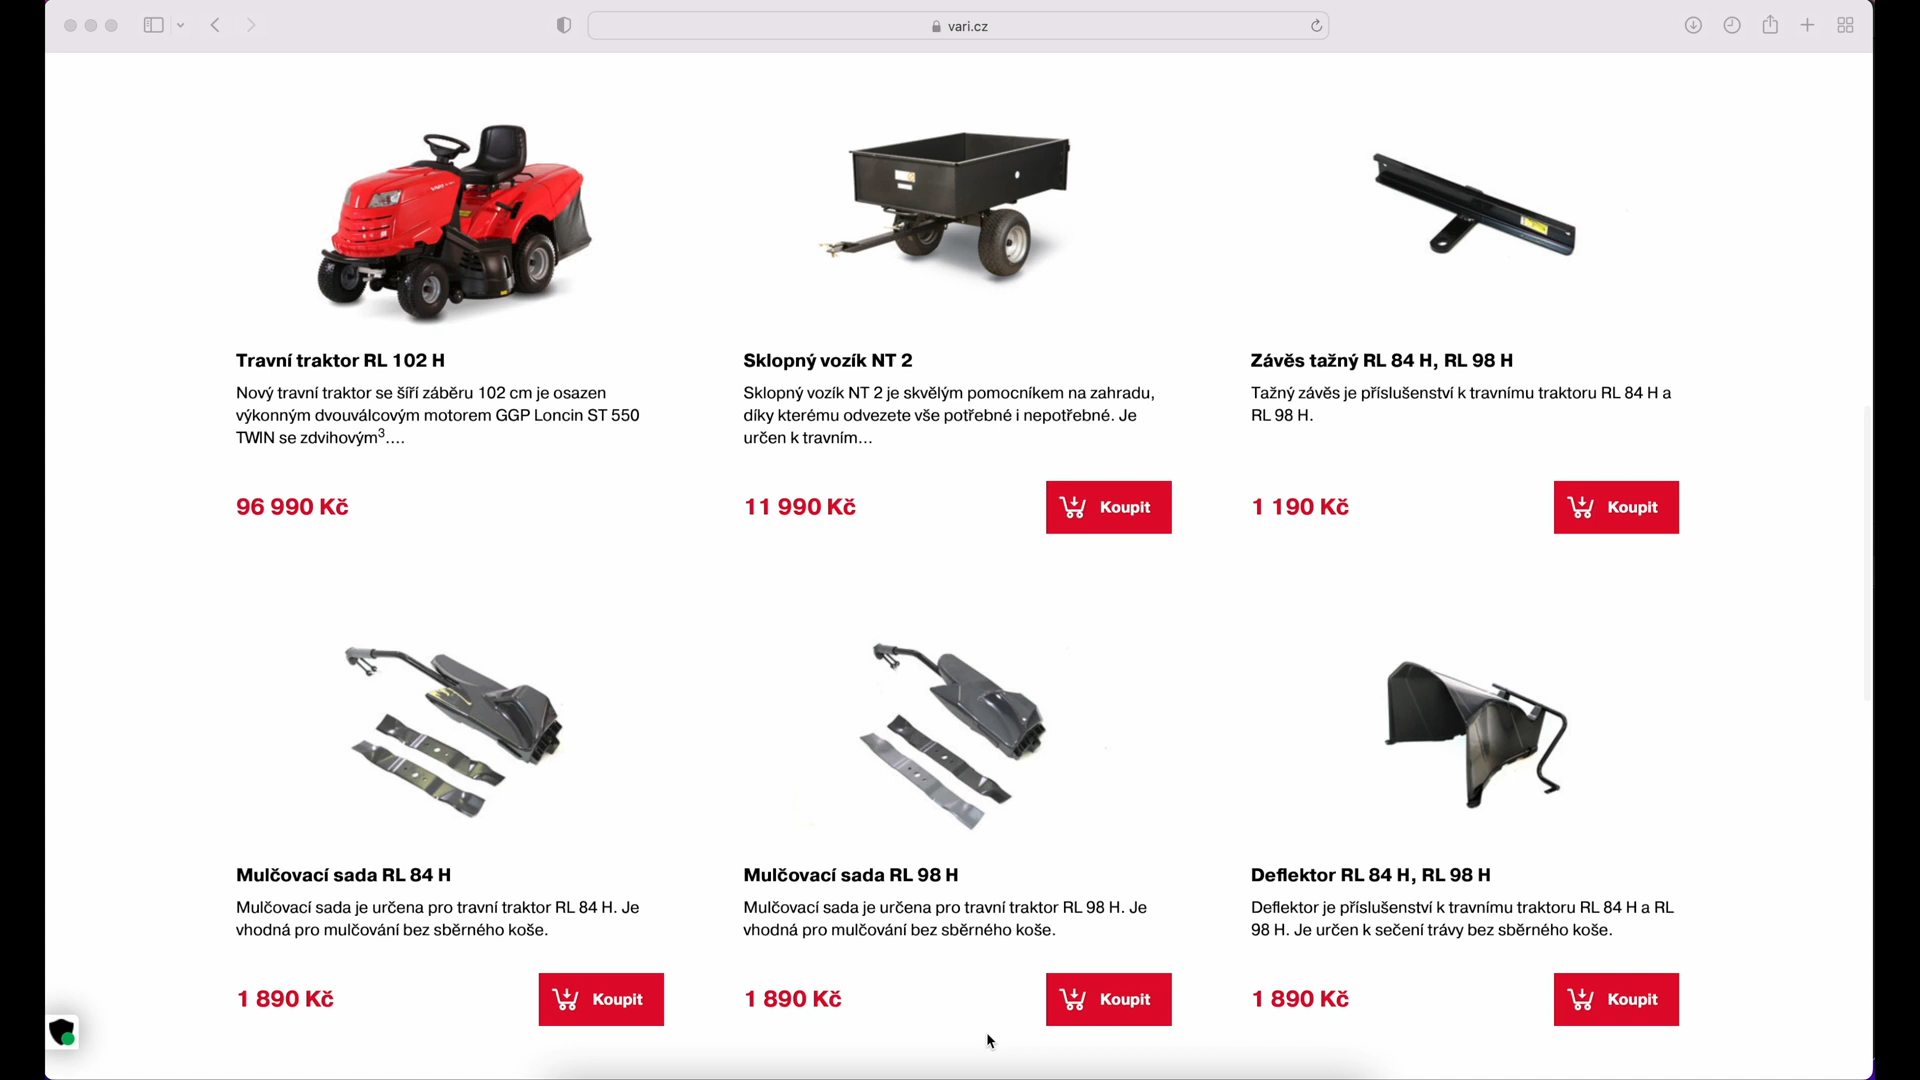 vari.cz
Travní traktor RL 102 H
Nový travní traktor se šíří záběru 102 cm je osazen
výkonným dvouválcovým motorem GGP Loncin ST 550
TWIN se zdvihovým³….
96 990 Kč
Sklopný vozík NT 2
Sklopný vozík NT 2 je skvělým pomocníkem na zahradu,
díky kterému odvezete vše potřebné i nepotřebné. Je
určen k travním…
11 990 Kč
Koupit
Závěs tažný RL 84 H, RL 98 H
Tažný závěs je příslušenství k travnímu traktoru RL 84 H a
RL 98 H.
1 190 Kč
Koupit
Mulčovací sada RL 84 H
Mulčovací sada je určena pro travní traktor RL 84 H. Je
vhodná pro mulčování bez sběrného koše.
1 890 Kč
Koupit
Mulčovací sada RL 98 H
Mulčovací sada je určena pro travní traktor RL 98 H. Je
vhodná pro mulčování bez sběrného koše.
1 890 Kč
Koupit
Deflektor RL 84 H, RL 98 H
Deflektor je příslušenství k travnímu traktoru RL 84 H a RL
98 H. Je určen k sečení trávy bez sběrného koše.
1 890 Kč
Koupit